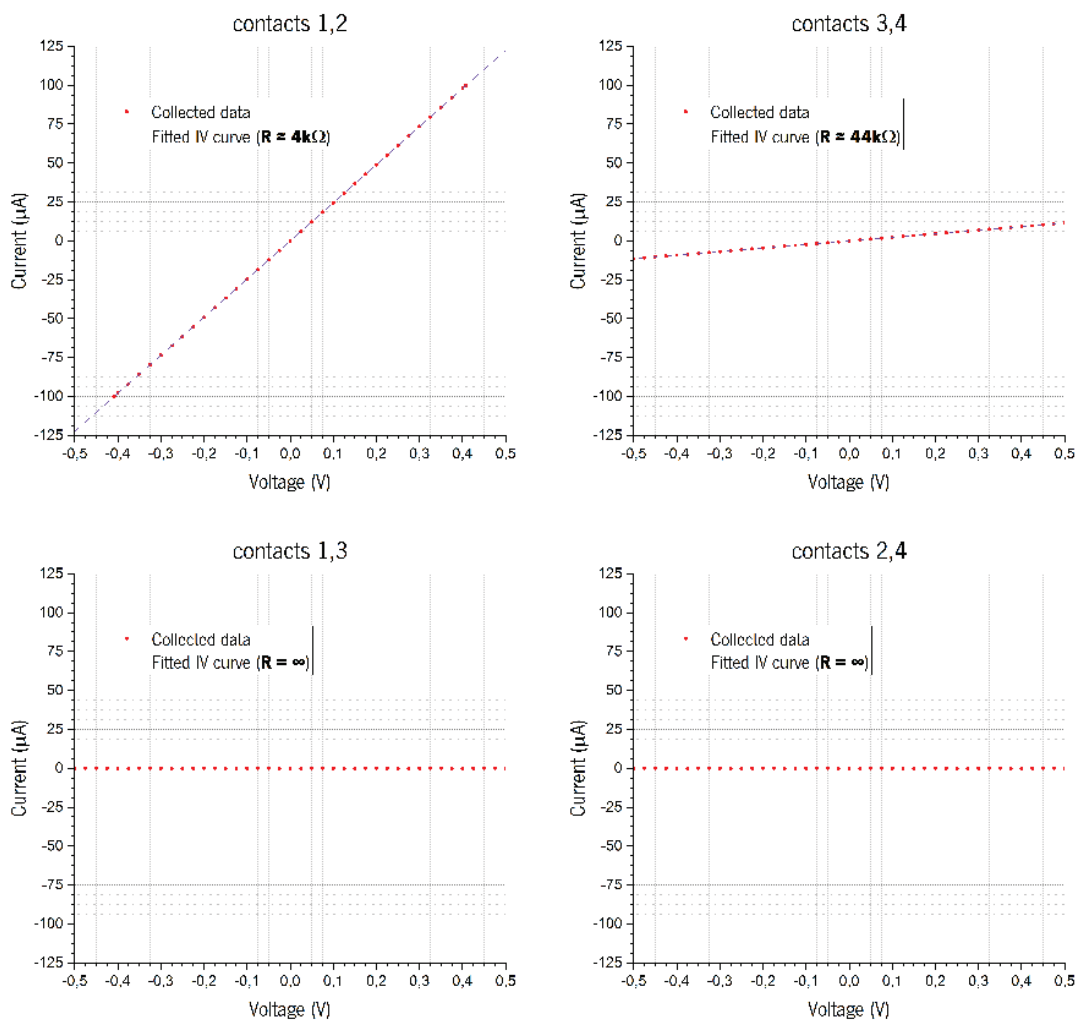 contacts 1,2
125
100
75
50
25
0
-25
-50
-75
-100
-125
Current (µA)
Collected data
Fitted IV curve (R ≈ 4kΩ)
-0,5 -0,4 -0,3 -0,2 -0,1 0,0 0,1 0,2 0,3 0,4 0,5
Voltage (V)
contacts 3,4
125
100
75
50
25
0
-25
-50
-75
-100
-125
Current (µA)
Collected data
Fitted IV curve (R ≈ 44kΩ)
-0,5 -0,4 -0,3 -0,2 -0,1 0,0 0,1 0,2 0,3 0,4 0,5
Voltage (V)
contacts 1,3
125
100
75
50
25
0
-25
-50
-75
-100
-125
Current (µA)
Collected data
Fitted IV curve (R = ∞)
-0,5 -0,4 -0,3 -0,2 -0,1 0,0 0,1 0,2 0,3 0,4 0,5
Voltage (V)
contacts 2,4
125
100
75
50
25
0
-25
-50
-75
-100
-125
Current (µA)
Collected data
Fitted IV curve (R = ∞)
-0,5 -0,4 -0,3 -0,2 -0,1 0,0 0,1 0,2 0,3 0,4 0,5
Voltage (V)